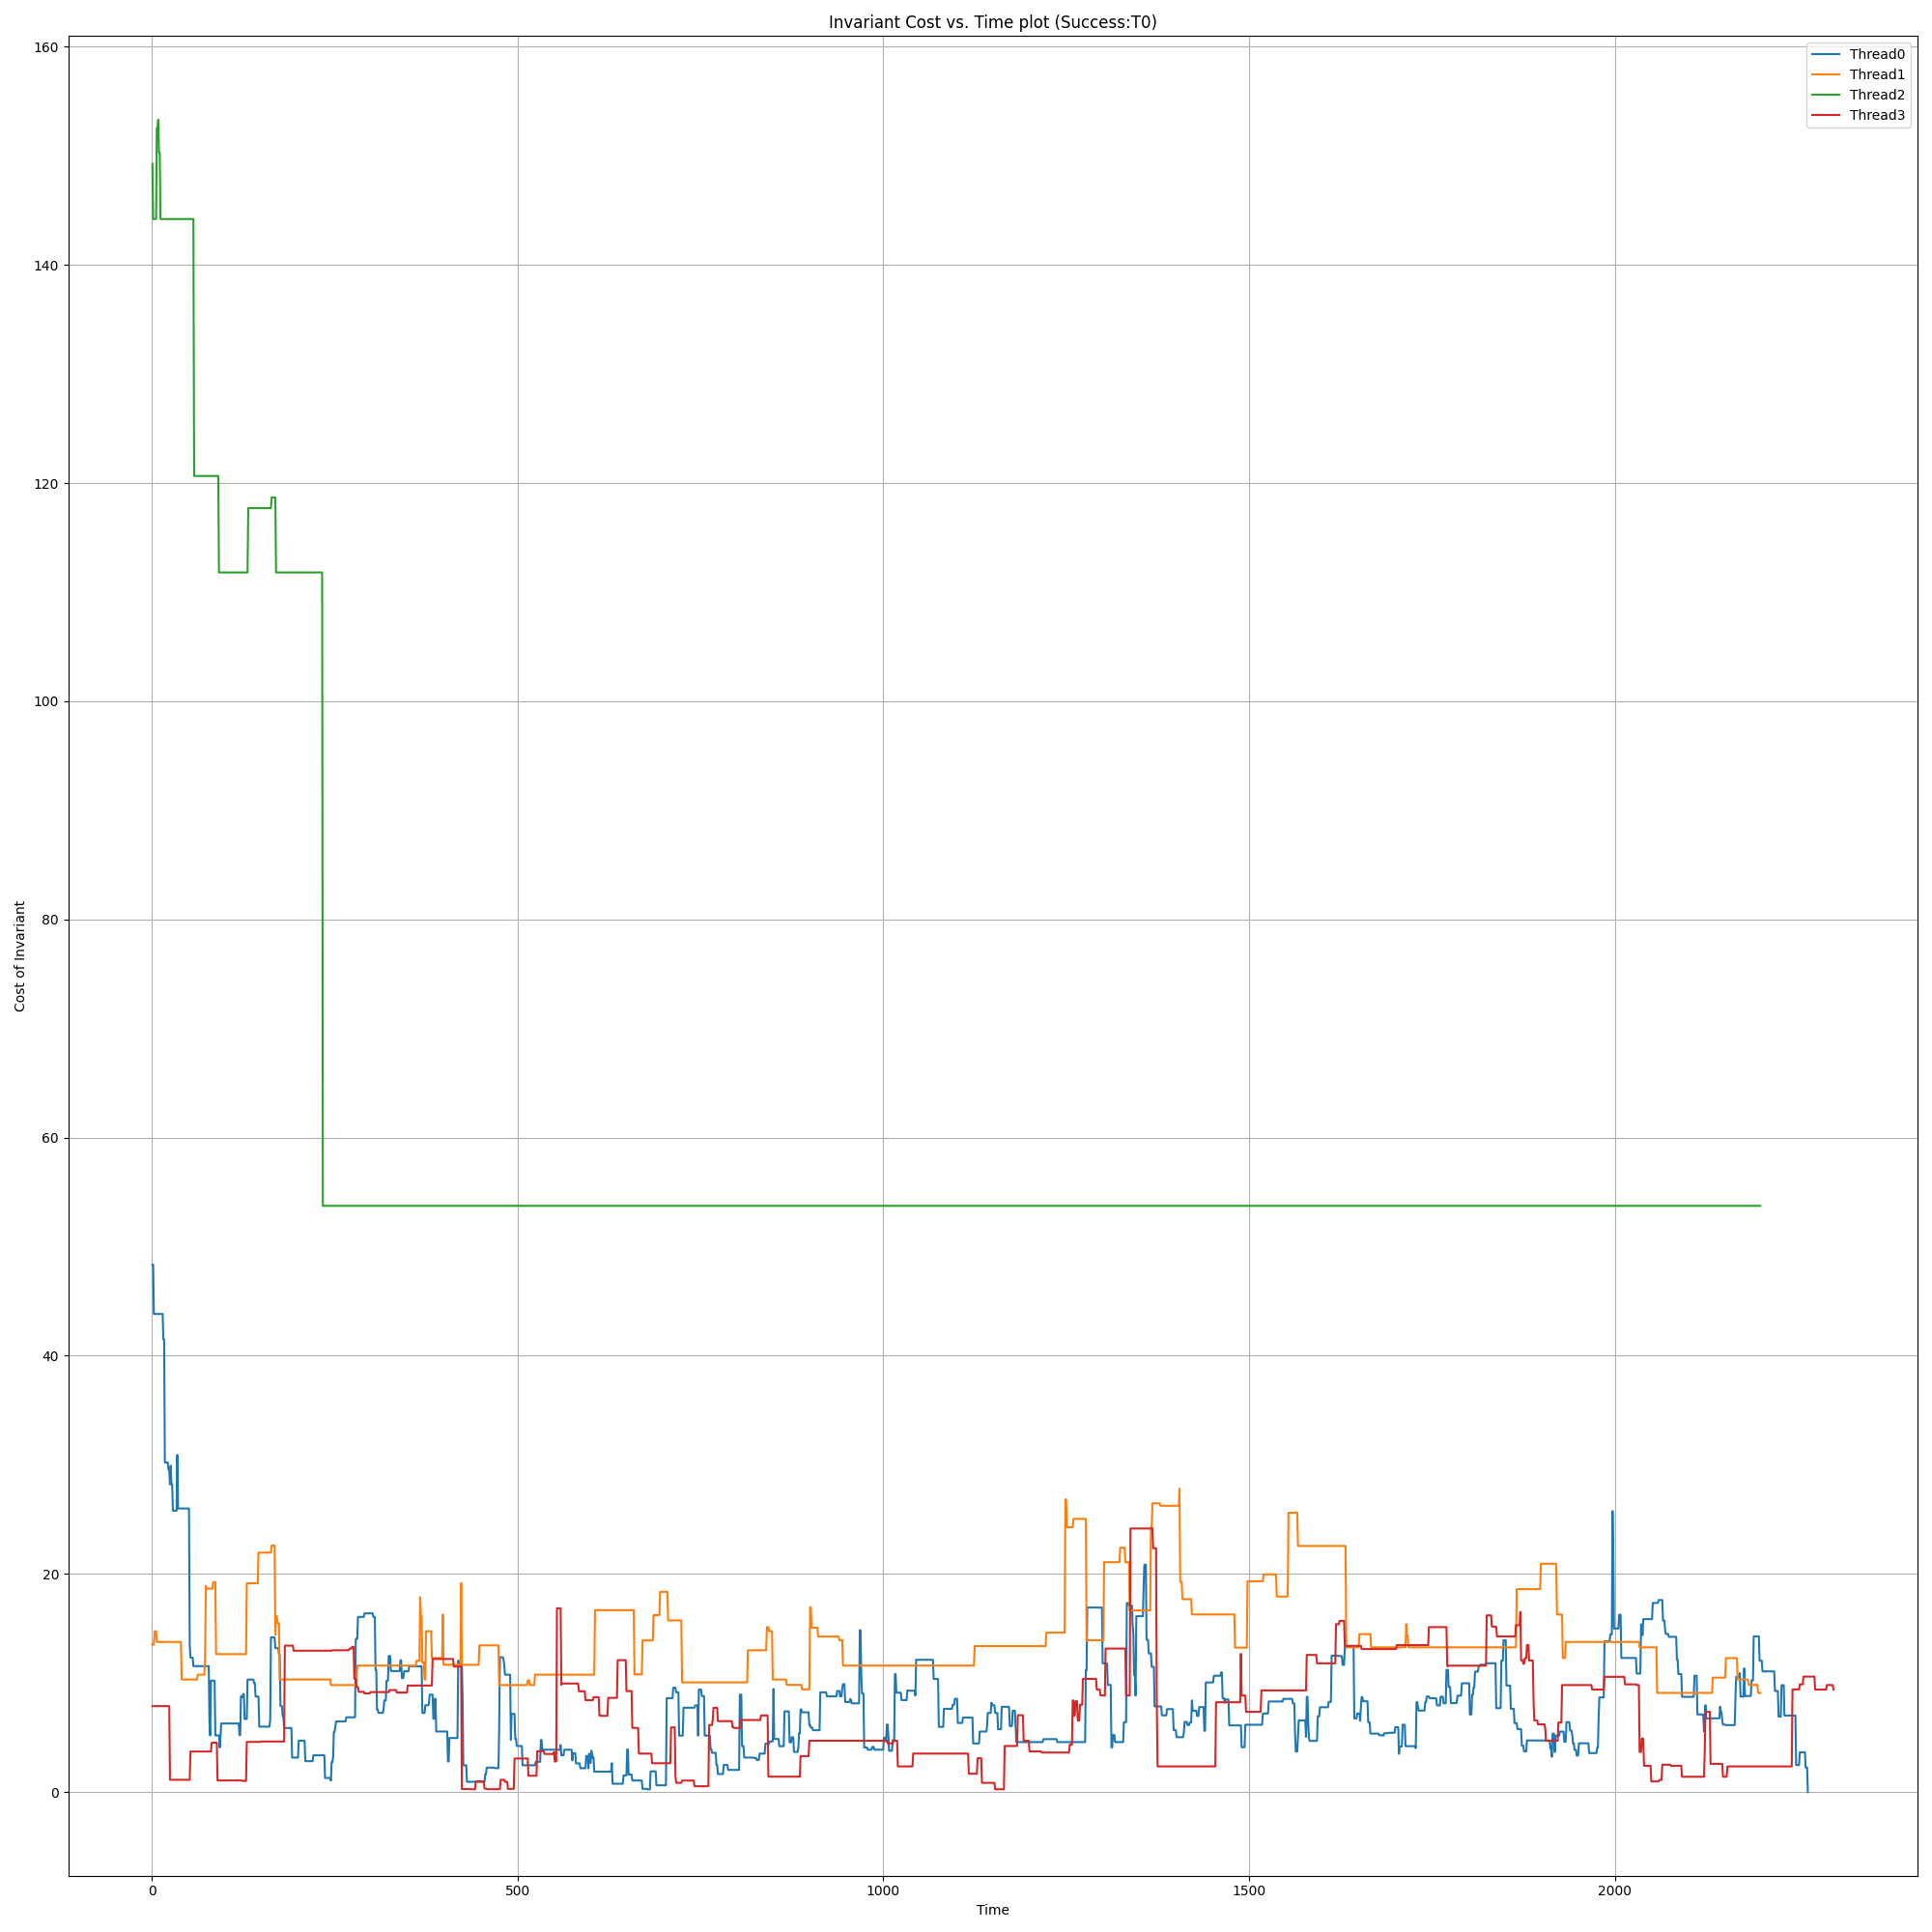 Invariant Cost vs. Time plot (Success:T0)
Thread0
Thread1
Thread2
Thread3
160
140
120
100
80
60
40
20
0
Cost of Invariant
0 500 1000 1500 2000
Time